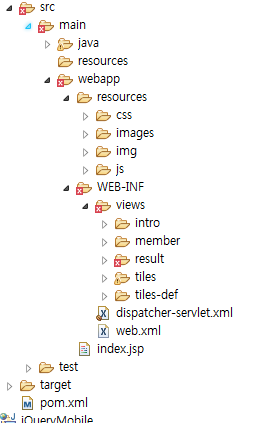 src
main
java
resources
webapp
resources
css
images
img
js
WEB-INF
views
intro
member
result
tiles
tiles-def
dispatcher-servlet.xml
web.xml
index.jsp
test
target
pom.xml
jQueryMobile